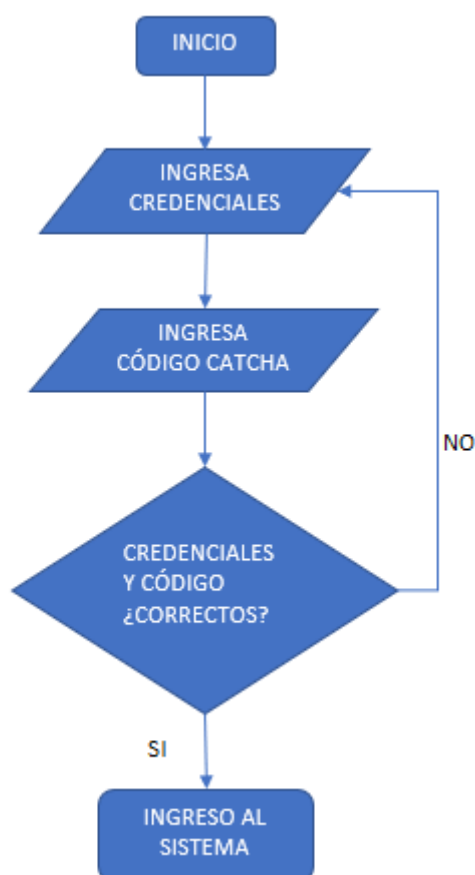 INICIO
INGRESA
CREDENCIALES
INGRESA
CÓDIGO CATCHA
NO
CREDENCIALES
Y CÓDIGO
¿CORRECTOS?
SI
INGRESO AL
SISTEMA